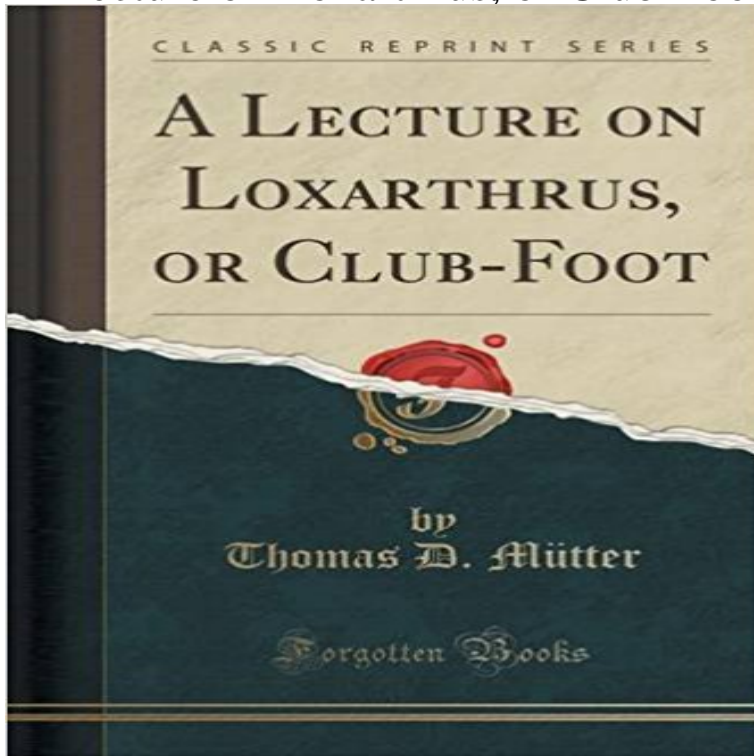 CLASSIC REPRINT SERIES
A LECTURE ON
LOXARTHRUS,
OR CLUB-FOOT
by
Thomas D. Mütter
Forgotten Books